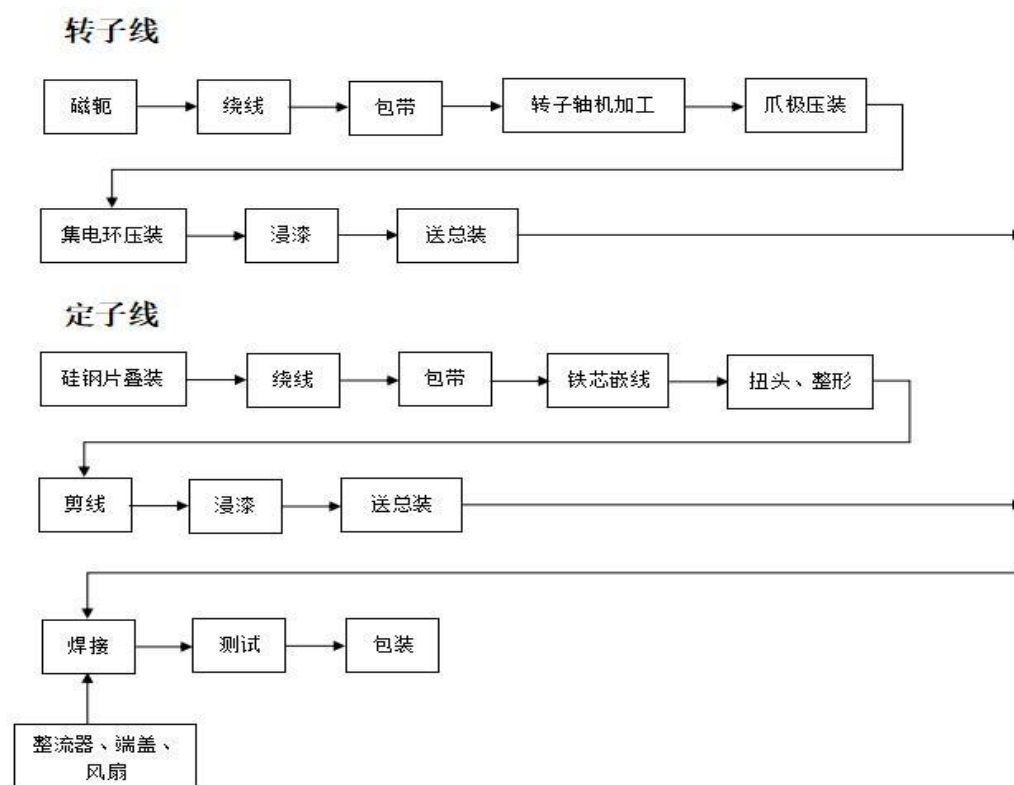 转子线
磁轭
绕线
包带
转子轴机加工
爪极压装
集电环压装
浸漆
送总装
定子线
硅钢片叠装
绕线
包带
铁芯嵌线
扭头、整形
剪线
浸漆
送总装
焊接
测试
包装
整流器、端盖、
风扇